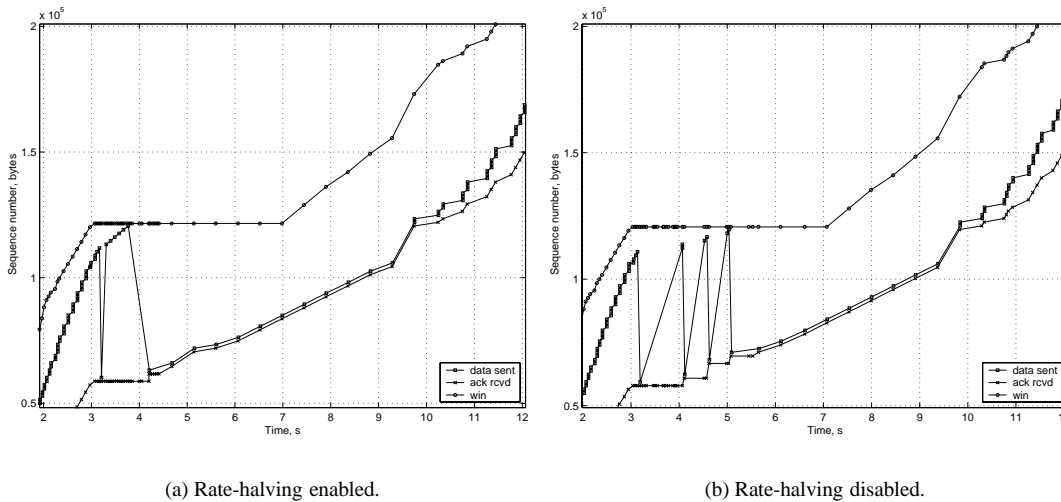 x 10^5
2
1.5
1
0.5
Sequence number, bytes
2 3 4 5 6 7 8 9 10 11 12
Time, s
data sent
ack rcvd
win
(a) Rate-halving enabled.
x 10^5
2
1.5
1
0.5
Sequence number, bytes
2 3 4 5 6 7 8 9 10 11
Time, s
data sent
ack rcvd
win
(b) Rate-halving disabled.